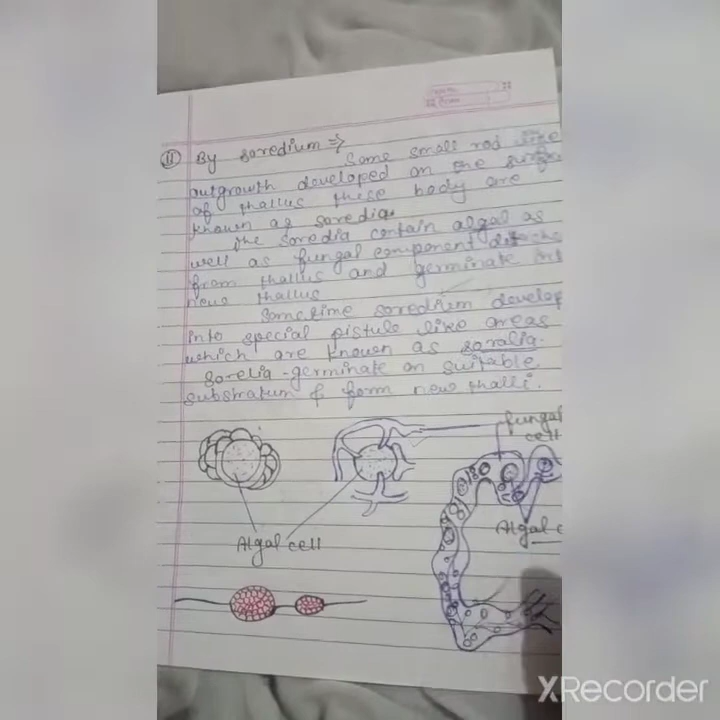 (ii) By soredium ⇒
Some small rod like
outgrowth developed on the surface
of thallus these body are
known as soredia
The soredia contain algal as
well as fungal component
from thallus and germinate
new thallus
Sometime soredium develop
into special pistule like areas
which are known as soralia.
Sorelia - germinate on suitable
substratum & form new thalli.
fungal
cell
Algal
Algal cell
XRecorder